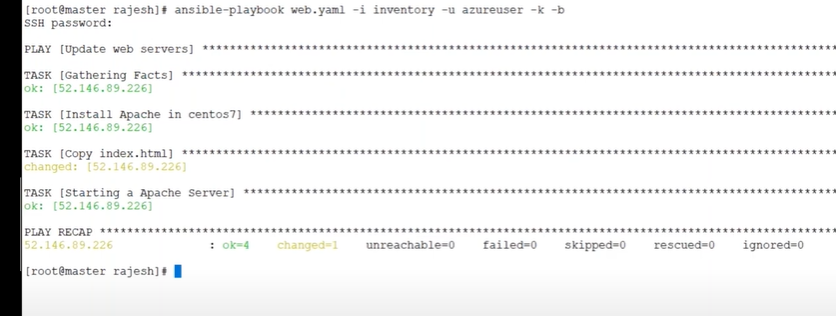 [root@master rajesh]# ansible-playbook web.yaml -i inventory -u azureuser -k -b
SSH password:
PLAY [Update web servers] ****************************************************************************************************
TASK [Gathering Facts] *******************************************************************************************************
ok: [52.146.89.226]
TASK [Install Apache in centos7] *********************************************************************************************
ok: [52.146.89.226]
TASK [Copy index.html] *******************************************************************************************************
changed: [52.146.89.226]
TASK [Starting a Apache Server] **********************************************************************************************
ok: [52.146.89.226]
PLAY RECAP *******************************************************************************************************************
52.146.89.226 : ok=4 changed=1 unreachable=0 failed=0 skipped=0 rescued=0 ignored=0
[root@master rajesh]#